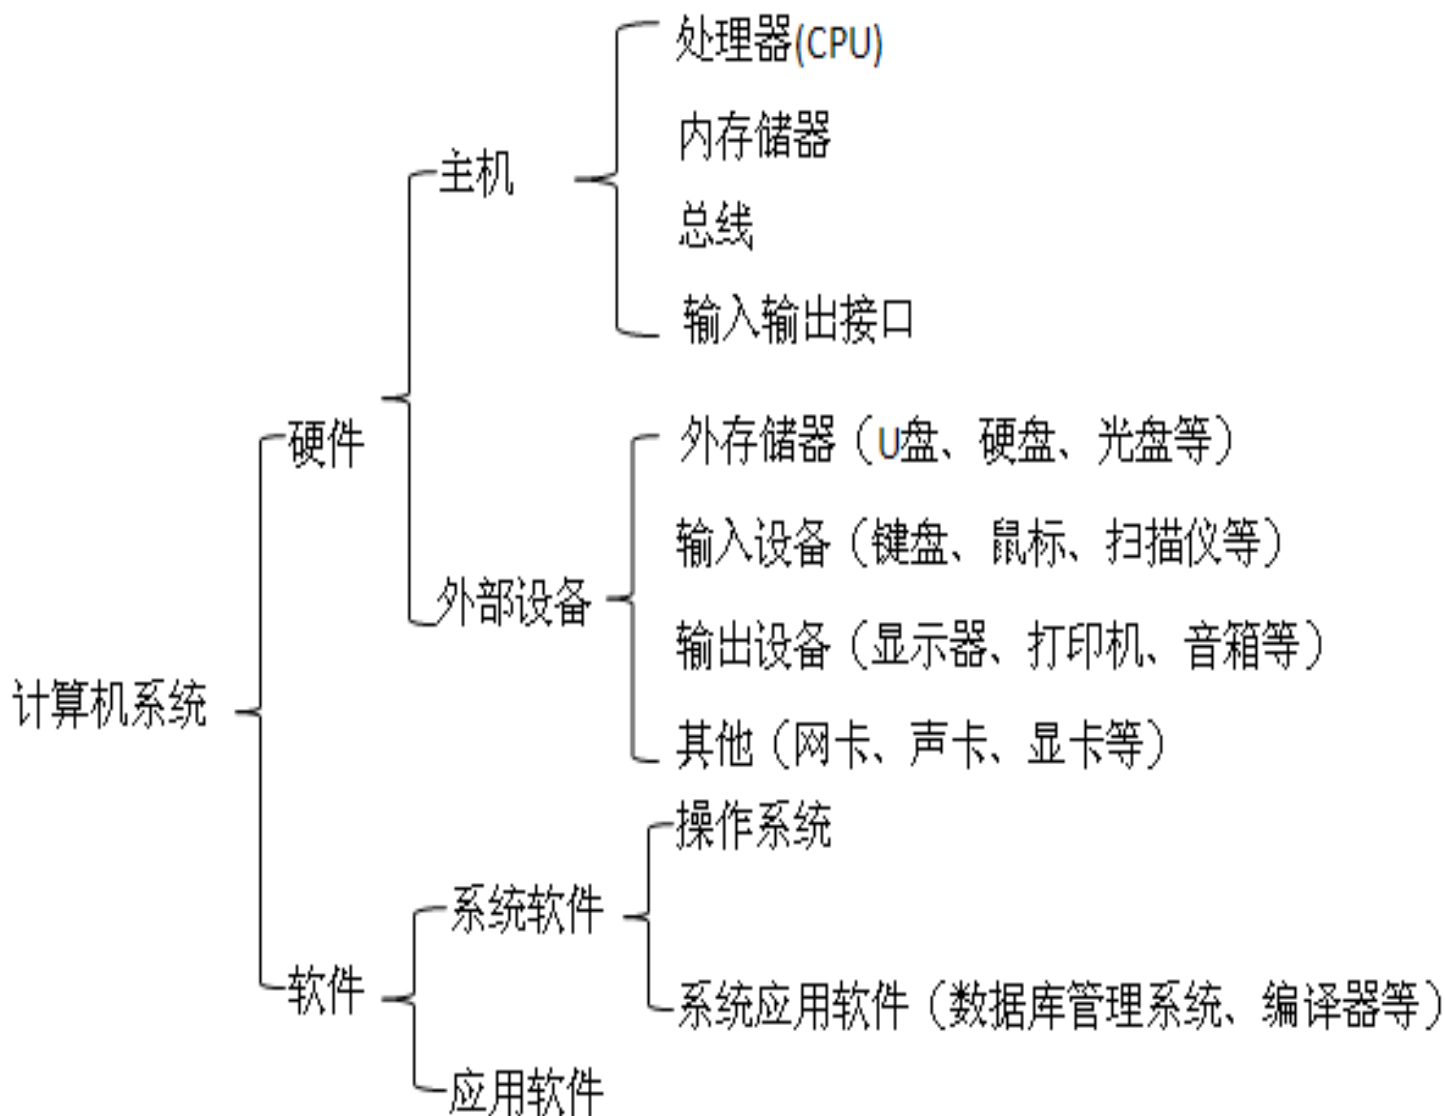 处理器(CPU)
内存储器
主机
总线
输入输出接口
硬件
外存储器（U盘、硬盘、光盘等）
输入设备（键盘、鼠标、扫描仪等）
外部设备
输出设备（显示器、打印机、音箱等）
计算机系统
其他（网卡、声卡、显卡等）
操作系统
系统软件
软件
系统应用软件（数据库管理系统、编译器等）
应用软件